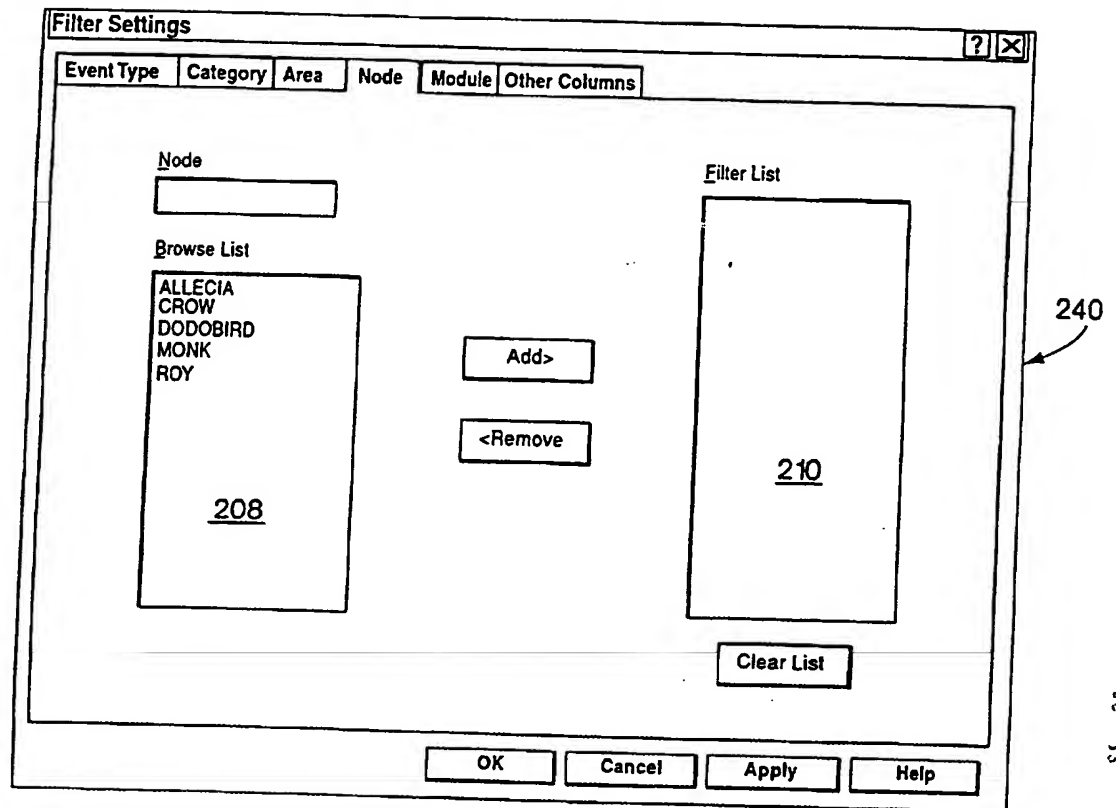 Filter Settings ? X
Event Type Category Area Node Module Other Columns
Node
Filter List
Browse List
ALLECIA
CROW
DODOBIRD
MONK
ROY
Add>
<Remove
208
210
240
Clear List
OK Cancel Apply Help